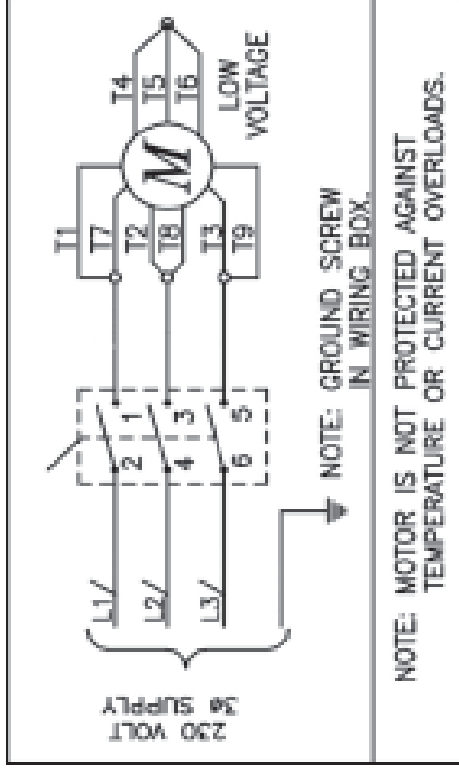 230 VOLT
3ø SUPPLY
L1
L2
L3
2 1
4 3
6 5
T1
T7
T2
T8
T3
T9
M
T4
T5
T6
LOW
VOLTAGE
NOTE: GROUND SCREW
IN WIRING BOX.
NOTE: MOTOR IS NOT PROTECTED AGAINST
TEMPERATURE OR CURRENT OVERLOADS.